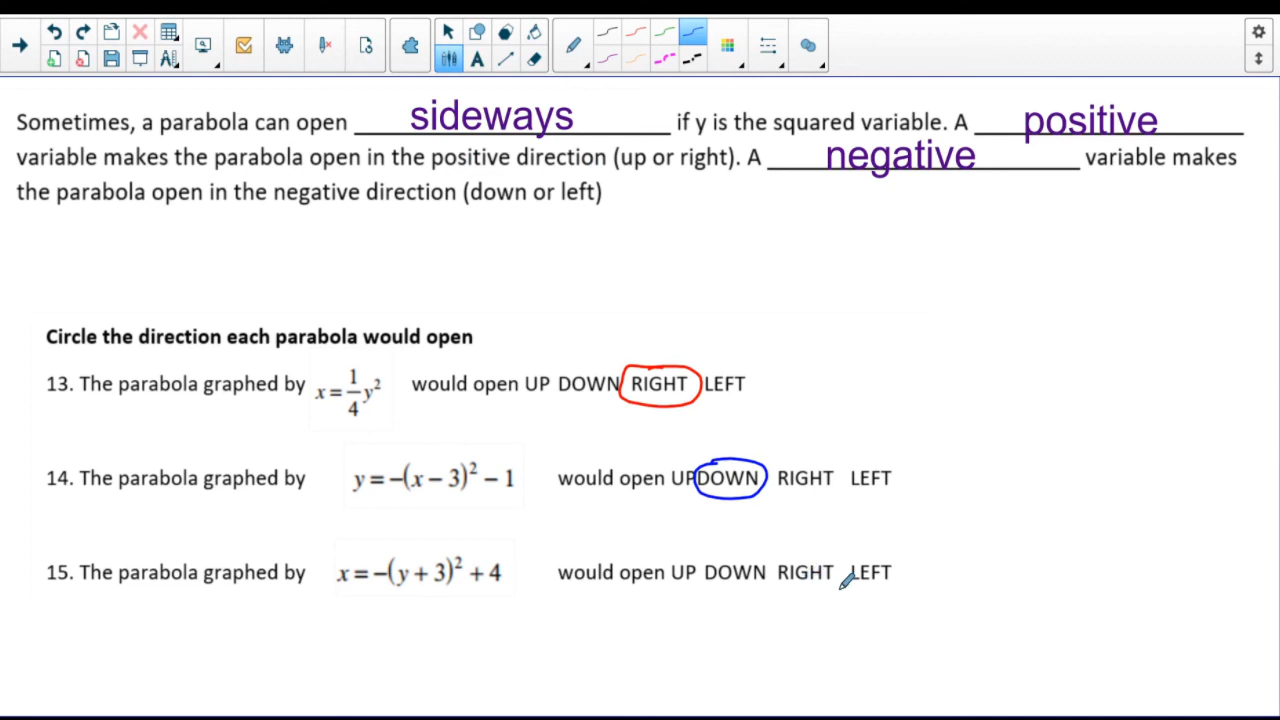 Sometimes, a parabola can open sideways if y is the squared variable. A positive
variable makes the parabola open in the positive direction (up or right). A negative variable makes
the parabola open in the negative direction (down or left)
Circle the direction each parabola would open
13. The parabola graphed by x = 1/4 y² would open UP DOWN RIGHT LEFT
14. The parabola graphed by y = −(x − 3)² − 1 would open UP DOWN RIGHT LEFT
15. The parabola graphed by x = −(y + 3)² + 4 would open UP DOWN RIGHT LEFT